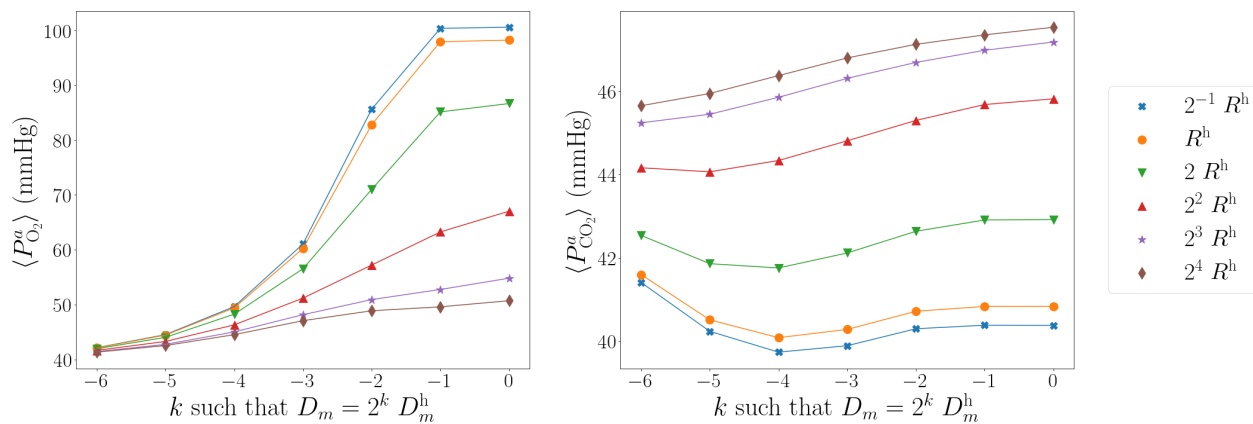 100
90
80
70
60
50
40
⟨P^a_{O_2}⟩ (mmHg)
−6 −5 −4 −3 −2 −1 0
k such that D_m = 2^k D_m^h
46
44
42
40
⟨P^a_{CO_2}⟩ (mmHg)
−6 −5 −4 −3 −2 −1 0
k such that D_m = 2^k D_m^h
2^{−1} R^h
R^h
2 R^h
2^2 R^h
2^3 R^h
2^4 R^h